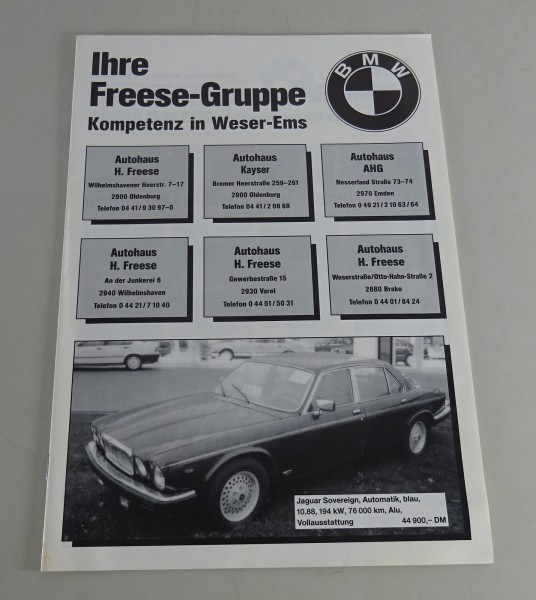 Ihre
Freese-Gruppe
Kompetenz in Weser-Ems
BMW
Autohaus
H. Freese
Wilhelmshavener Heerstr. 7-17
2900 Oldenburg
Telefon 04 41/9 30 97-0
Autohaus
Kayser
Bremer Heerstraße 259-261
2900 Oldenburg
Telefon 04 41/2 08 68
Autohaus
AHG
Nesserland Straße 73-74
2970 Emden
Telefon 0 49 21/2 10 63/64
Autohaus
H. Freese
An der Junkerei 6
2940 Wilhelmshaven
Telefon 0 44 21/7 10 40
Autohaus
H. Freese
Gewerbestraße 15
2930 Varel
Telefon 0 44 51/50 31
Autohaus
H. Freese
Weserstraße/Otto-Hahn-Straße 2
2880 Brake
Telefon 0 44 01/84 24
Jaguar Sovereign, Automatik, blau,
10.88, 194 kW, 76 000 km, Alu,
Vollausstattung 44 900,– DM